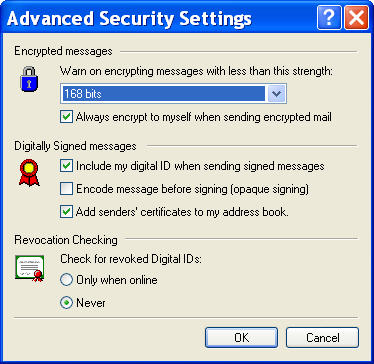 Advanced Security Settings
Encrypted messages
Warn on encrypting messages with less than this strength:
168 bits
Always encrypt to myself when sending encrypted mail
Digitally Signed messages
Include my digital ID when sending signed messages
Encode message before signing (opaque signing)
Add senders' certificates to my address book.
Revocation Checking
Check for revoked Digital IDs:
Only when online
Never
OK
Cancel